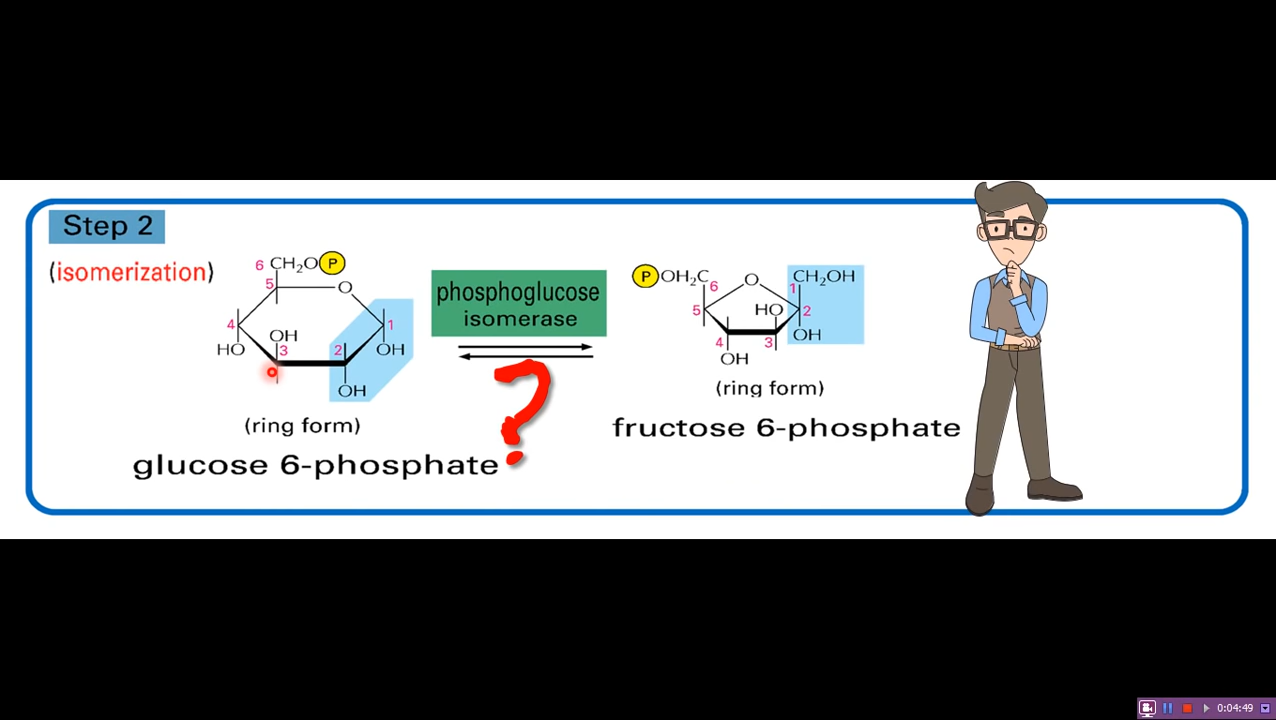 Step 2
(isomerization)
6 CH₂O P
5 O
4 1
OH
HO 3 2 OH
OH
(ring form)
glucose 6-phosphate
phosphoglucose
isomerase
?
P OH₂C 6 O CH₂OH
1
5 HO 2
OH
4 3
OH
(ring form)
fructose 6-phosphate
0:04:49